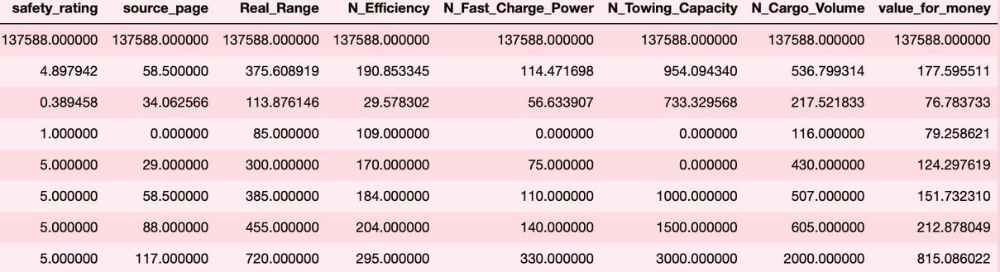 safety_rating source_page Real_Range N_Efficiency N_Fast_Charge_Power N_Towing_Capacity N_Cargo_Volume value_for_money
137588.000000 137588.000000 137588.000000 137588.000000 137588.000000 137588.000000 137588.000000 137588.000000
4.897942 58.500000 375.608919 190.853345 114.471698 954.094340 536.799314 177.595511
0.389458 34.062566 113.876146 29.578302 56.633907 733.329568 217.521833 76.783733
1.000000 0.000000 85.000000 109.000000 0.000000 0.000000 116.000000 79.258621
5.000000 29.000000 300.000000 170.000000 75.000000 0.000000 430.000000 124.297619
5.000000 58.500000 385.000000 184.000000 110.000000 1000.000000 507.000000 151.732310
5.000000 88.000000 455.000000 204.000000 140.000000 1500.000000 605.000000 212.878049
5.000000 117.000000 720.000000 295.000000 330.000000 3000.000000 2000.000000 815.086022